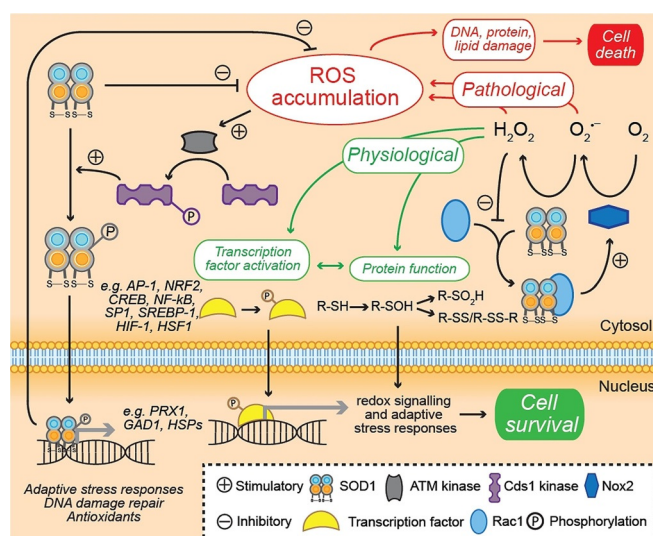 DNA, protein,
lipid damage
Cell
death
ROS
accumulation
Pathological
H2O2
O2•−
O2
Physiological
S—S—S
P
S—S—S
P
Transcription
factor activation
Protein function
e.g. AP-1, NRF2,
CREB, NF-kB,
SP1, SREBP-1,
HIF-1, HSF1
P
R-SH
R-SOH
R-SO2H
R-SS/R-SS-R
S—SS—S
S—SS—S
Cytosol
Nucleus
P
S—SS—S
e.g. PRX1,
GAD1, HSPs
P
redox signalling
and adaptive
stress responses
Cell
survival
Adaptive stress responses
DNA damage repair
Antioxidants
+ Stimulatory SOD1 ATM kinase Cds1 kinase Nox2
− Inhibitory Transcription factor Rac1 P Phosphorylation